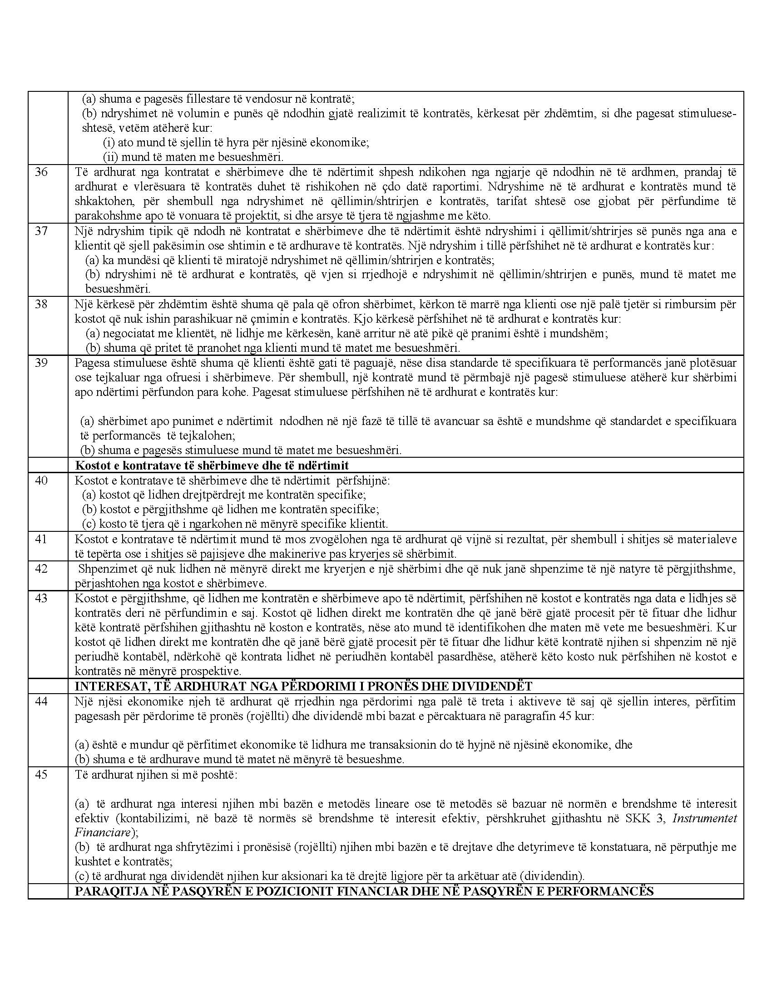 (a) shuma e pagesës fillestare të vendosur në kontratë;
(b) ndryshimet në volumin e punës që ndodhin gjatë realizimit të kontratës, kërkesat për zhdëmtim, si dhe pagesat stimuluese-
shtesë, vetëm atëherë kur:
(i) ato mund të sjellin të hyra për njësinë ekonomike;
(ii) mund të maten me besueshmëri.
36 Të ardhurat nga kontratat e shërbimeve dhe të ndërtimit shpesh ndikohen nga ngjarje që ndodhin në të ardhmen, prandaj të
ardhurat e vlerësuara të kontratës duhet të rishikohen në çdo datë raportimi. Ndryshime në të ardhurat e kontratës mund të
shkaktohen, për shembull nga ndryshimet në qëllimin/shtrirjen e kontratës, tarifat shtesë ose gjobat për përfundime të
parakohshme apo të vonuara të projektit, si dhe arsye të tjera të ngjashme me këto.
37 Një ndryshim tipik që ndodh në kontratat e shërbimeve dhe të ndërtimit është ndryshimi i qëllimit/shtrirjes së punës nga ana e
klientit që sjell pakësimin ose shtimin e të ardhurave të kontratës. Një ndryshim i tillë përfshihet në të ardhurat e kontratës kur:
(a) ka mundësi që klienti të miratojë ndryshimet në qëllimin/shtrirjen e kontratës;
(b) ndryshimi në të ardhurat e kontratës, që vjen si rrjedhojë e ndryshimit në qëllimin/shtrirjen e punës, mund të matet me
besueshmëri.
38 Një kërkesë për zhdëmtim është shuma që pala që ofron shërbimet, kërkon të marrë nga klienti ose një palë tjetër si rimbursim për
kostot që nuk ishin parashikuar në çmimin e kontratës. Kjo kërkesë përfshihet në të ardhurat e kontratës kur:
(a) negociatat me klientët, në lidhje me kërkesën, kanë arritur në atë pikë që pranimi është i mundshëm;
(b) shuma që pritet të pranohet nga klienti mund të matet me besueshmëri.
39 Pagesa stimuluese është shuma që klienti është gati të paguajë, nëse disa standarde të specifikuara të performancës janë plotësuar
ose tejkaluar nga ofruesi i shërbimeve. Për shembull, një kontratë mund të përmbajë një pagesë stimuluese atëherë kur shërbimi
apo ndërtimi përfundon para kohe. Pagesat stimuluese përfshihen në të ardhurat e kontratës kur:
(a) shërbimet apo punimet e ndërtimit ndodhen në një fazë të tillë të avancuar sa është e mundshme që standardet e specifikuara
të performancës të tejkalohen;
(b) shuma e pagesës stimuluese mund të matet me besueshmëri.
Kostot e kontratave të shërbimeve dhe të ndërtimit
40 Kostot e kontratave të shërbimeve dhe të ndërtimit përfshijnë:
(a) kostot që lidhen drejtpërdrejt me kontratën specifike;
(b) kostot e përgjithshme që lidhen me kontratën specifike;
(c) kosto të tjera që i ngarkohen në mënyrë specifike klientit.
41 Kostot e kontratave të ndërtimit mund të mos zvogëlohen nga të ardhurat që vijnë si rezultat, për shembull i shitjes së materialeve
të tepërta ose i shitjes së pajisjeve dhe makinerive pas kryerjes së shërbimit.
42 Shpenzimet që nuk lidhen në mënyrë direkt me kryerjen e një shërbimi dhe që nuk janë shpenzime të një natyre të përgjithshme,
përjashtohen nga kostot e shërbimeve.
43 Kostot e përgjithshme, që lidhen me kontratën e shërbimeve apo të ndërtimit, përfshihen në kostot e kontratës nga data e lidhjes së
kontratës deri në përfundimin e saj. Kostot që lidhen direkt me kontratën dhe që janë bërë gjatë procesit për të fituar dhe lidhur
këtë kontratë përfshihen gjithashtu në koston e kontratës, nëse ato mund të identifikohen dhe maten më vete me besueshmëri. Kur
kostot që lidhen direkt me kontratën dhe që janë bërë gjatë procesit për të fituar dhe lidhur këtë kontratë njihen si shpenzim në një
periudhë kontabël, ndërkohë që kontrata lidhet në periudhën kontabël pasardhëse, atëherë këto kosto nuk përfshihen në kostot e
kontratës në mënyrë prospektive.
INTERESAT, TË ARDHURAT NGA PËRDORIMI I PRONËS DHE DIVIDENDËT
44 Një njësi ekonomike njeh të ardhurat që rrjedhin nga përdorimi nga palë të treta i aktiveve të saj që sjellin interes, përfitim
pagesash për përdorime të pronës (rojëllti) dhe dividendë mbi bazat e përcaktuara në paragrafin 45 kur:
(a) është e mundur që përfitimet ekonomike të lidhura me transaksionin do të hyjnë në njësinë ekonomike, dhe
(b) shuma e të ardhurave mund të matet në mënyrë të besueshme.
45 Të ardhurat njihen si më poshtë:
(a) të ardhurat nga interesi njihen mbi bazën e metodës lineare ose të metodës së bazuar në normën e brendshme të interesit
efektiv (kontabilizimi, në bazë të normës së brendshme të interesit efektiv, përshkruhet gjithashtu në SKK 3, Instrumentet
Financiare);
(b) të ardhurat nga shfrytëzimi i pronësisë (rojëllti) njihen mbi bazën e të drejtave dhe detyrimeve të konstatuara, në përputhje me
kushtet e kontratës;
(c) të ardhurat nga dividendët njihen kur aksionari ka të drejtë ligjore për ta arkëtuar atë (dividendin).
PARAQITJA NË PASQYRËN E POZICIONIT FINANCIAR DHE NË PASQYRËN E PERFORMANCËS